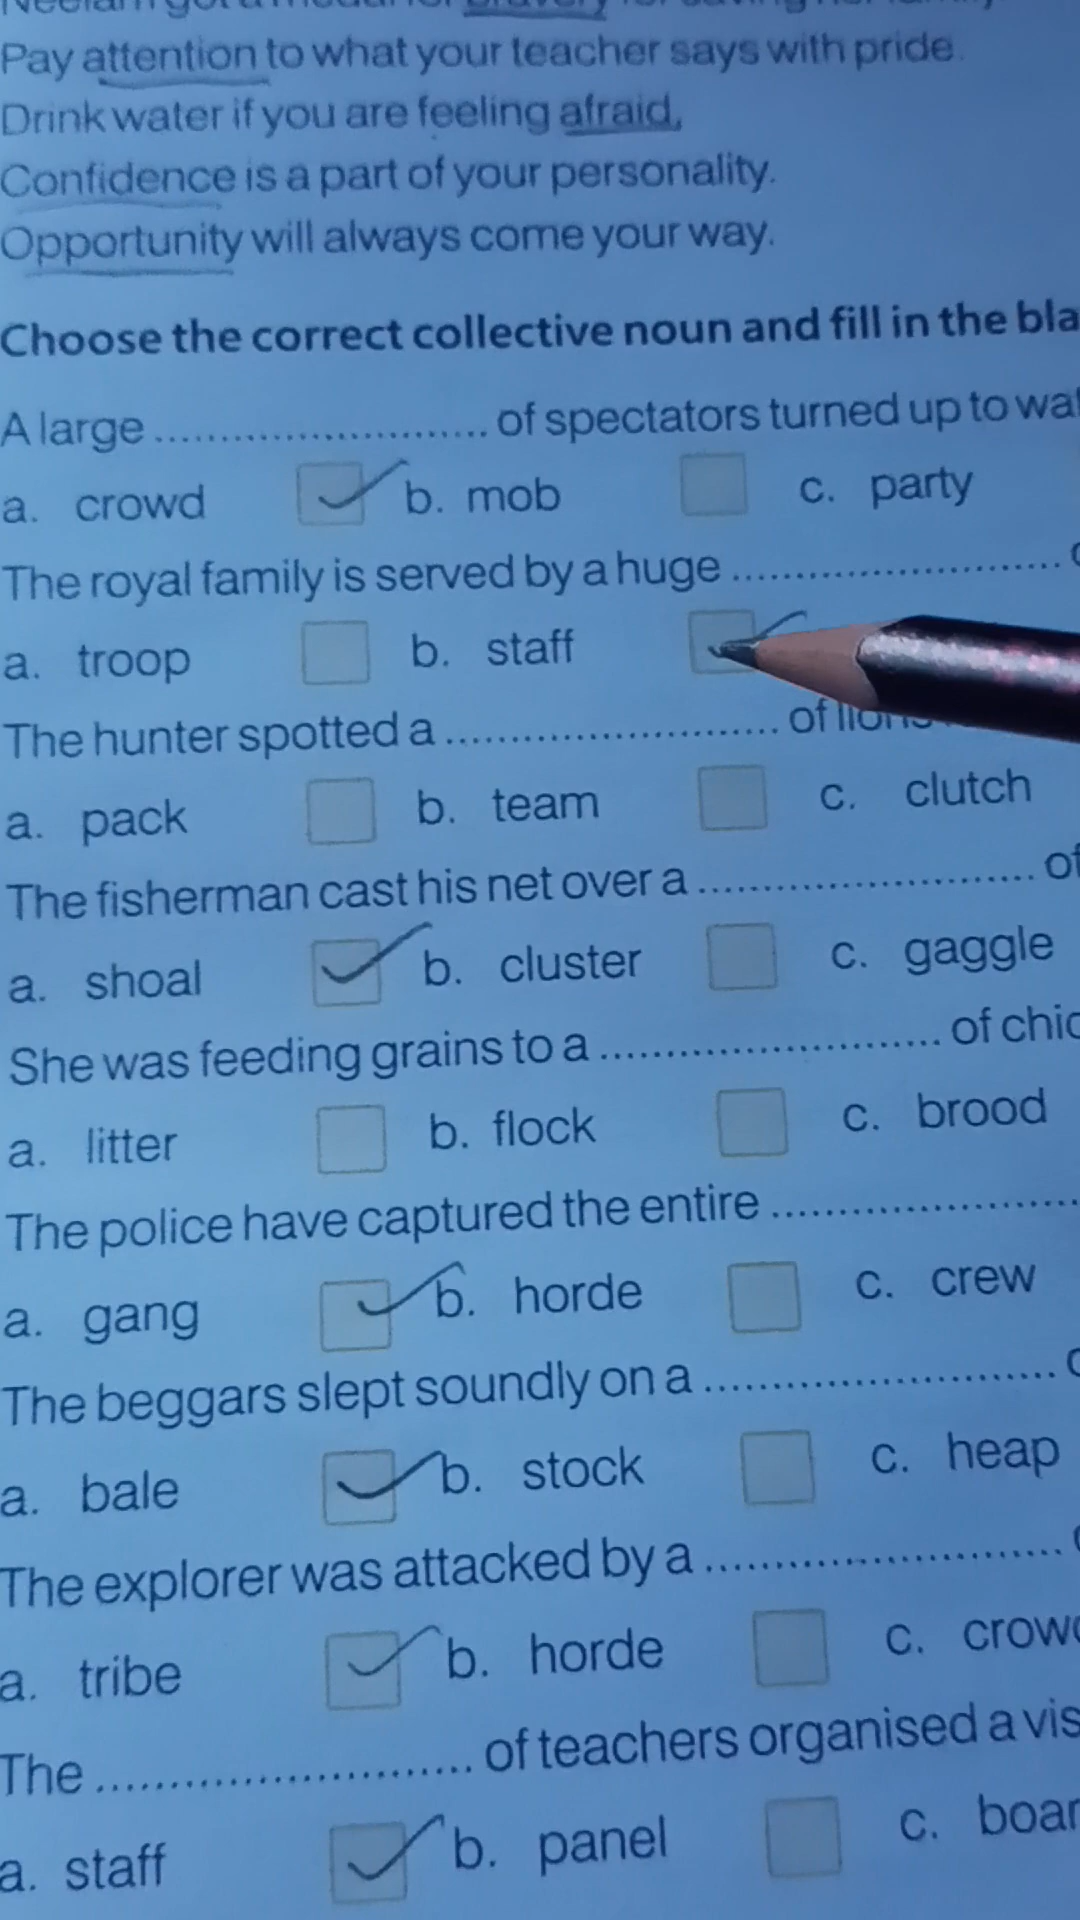 Pay attention to what your teacher says with pride.
Drink water if you are feeling afraid,
Confidence is a part of your personality.
Opportunity will always come your way.
Choose the correct collective noun and fill in the bla
A large .......................... of spectators turned up to wa
a. crowd b. mob c. party
The royal family is served by a huge ..........................
a. troop b. staff
The hunter spotted a .......................... of lions
a. pack b. team c. clutch
The fisherman cast his net over a .......................... of
a. shoal b. cluster c. gaggle
She was feeding grains to a .......................... of chic
a. litter b. flock c. brood
The police have captured the entire ........................
a. gang b. horde c. crew
The beggars slept soundly on a ..........................
a. bale b. stock c. heap
The explorer was attacked by a ..........................
a. tribe b. horde c. crowd
The .......................... of teachers organised a vis
a. staff b. panel c. boar